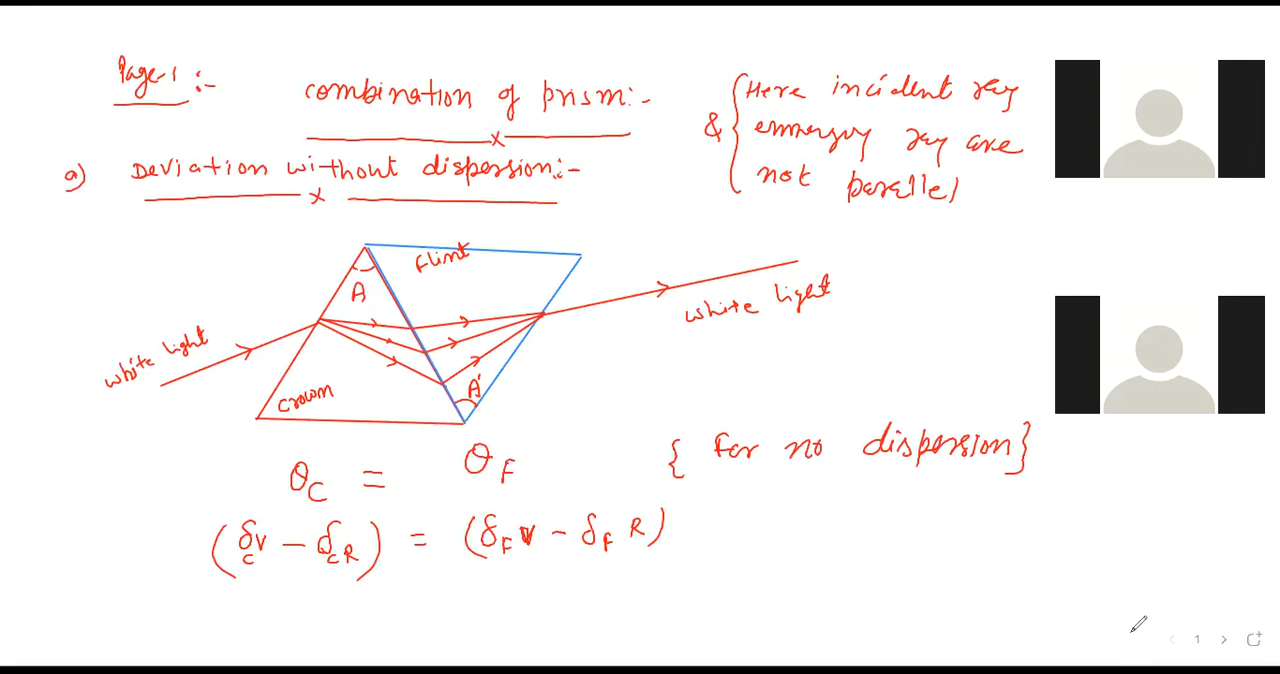 Page-1 :-
combination of prism:-
& { Here incident ray
emergy ray are
not parallel
a) Deviation without dispersion:-
Flint
A
white light
white light
crown
A'
θC = θF { for no dispersion }
(δCV - δCR) = (δFV - δFR)
1